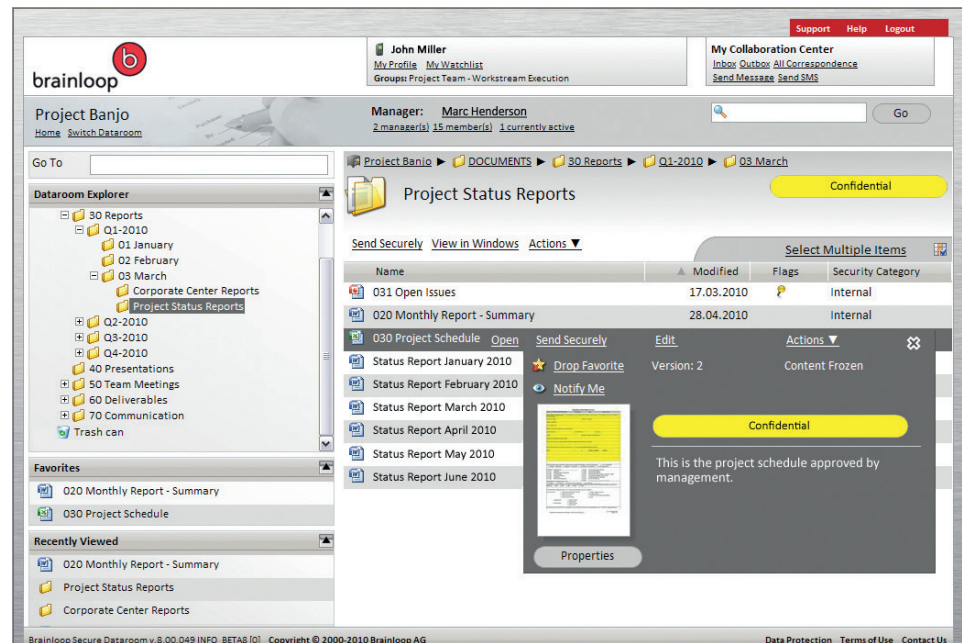 Support Help Logout
brainloop
John Miller
My Profile My Watchlist
Groups: Project Team - Workstream Execution
My Collaboration Center
Inbox Outbox All Correspondence
Send Message Send SMS
Project Banjo
Home Switch Dataroom
Manager: Marc Henderson
2 manager(s) 15 member(s) 1 currently active
Go
Go To
Project Banjo ▶ DOCUMENTS ▶ 30 Reports ▶ Q1-2010 ▶ 03 March
Project Status Reports
Confidential
Dataroom Explorer
30 Reports
Q1-2010
01 January
02 February
03 March
Corporate Center Reports
Project Status Reports
Q2-2010
Q3-2010
Q4-2010
40 Presentations
50 Team Meetings
60 Deliverables
70 Communication
Trash can
Favorites
020 Monthly Report - Summary
030 Project Schedule
Recently Viewed
020 Monthly Report - Summary
Project Status Reports
Corporate Center Reports
Send Securely View in Windows Actions ▼
Select Multiple Items
Name Modified Flags Security Category
031 Open Issues 17.03.2010 Internal
020 Monthly Report - Summary 28.04.2010 Internal
030 Project Schedule Open Send Securely Edit Actions ▼
Status Report January 2010
Status Report February 2010
Status Report March 2010
Status Report April 2010
Status Report May 2010
Status Report June 2010
Drop Favorite Version: 2 Content Frozen
Notify Me
Confidential
This is the project schedule approved by
management.
Properties
Brainloop Secure Dataroom v.8.00.049 INFO BETA8 [0] Copyright © 2000-2010 Brainloop AG
Data Protection Terms of Use Contact Us